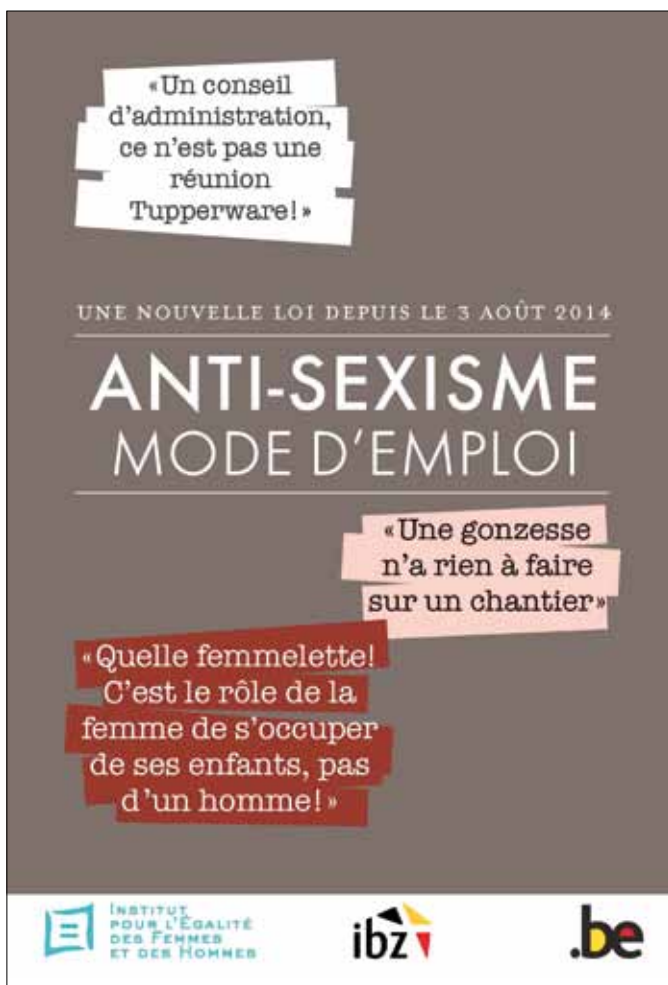 «Un conseil
d'administration,
ce n'est pas une
réunion
Tupperware!»
UNE NOUVELLE LOI DEPUIS LE 3 AOÛT 2014
ANTI-SEXISME
MODE D'EMPLOI
«Une gonzesse
n'a rien à faire
sur un chantier»
«Quelle femmelette!
C'est le rôle de la
femme de s'occuper
de ses enfants, pas
d'un homme!»
INSTITUT
POUR L'ÉGALITÉ
DES FEMMES
ET DES HOMMES
ibz
.be